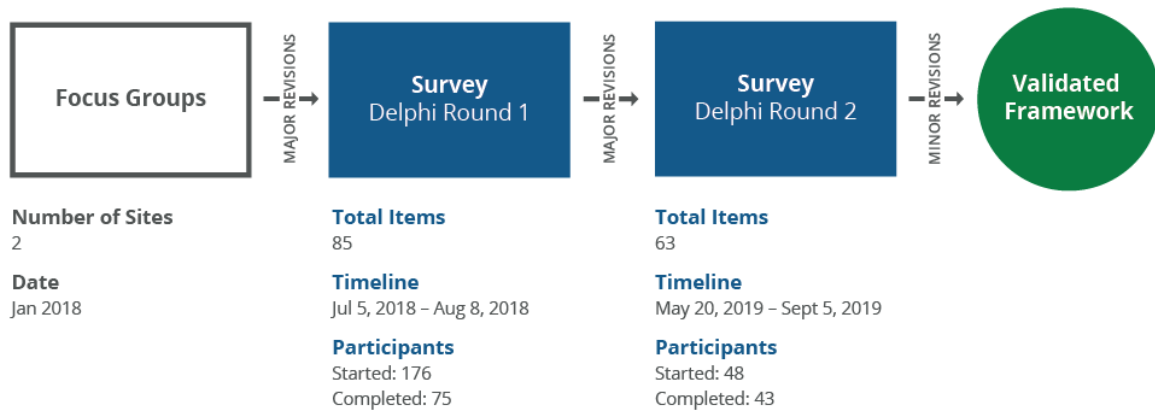 Focus Groups
MAJOR REVISIONS
Survey
Delphi Round 1
MAJOR REVISIONS
Survey
Delphi Round 2
MINOR REVISIONS
Validated
Framework
Number of Sites
2
Date
Jan 2018
Total Items
85
Timeline
Jul 5, 2018 – Aug 8, 2018
Participants
Started: 176
Completed: 75
Total Items
63
Timeline
May 20, 2019 – Sept 5, 2019
Participants
Started: 48
Completed: 43